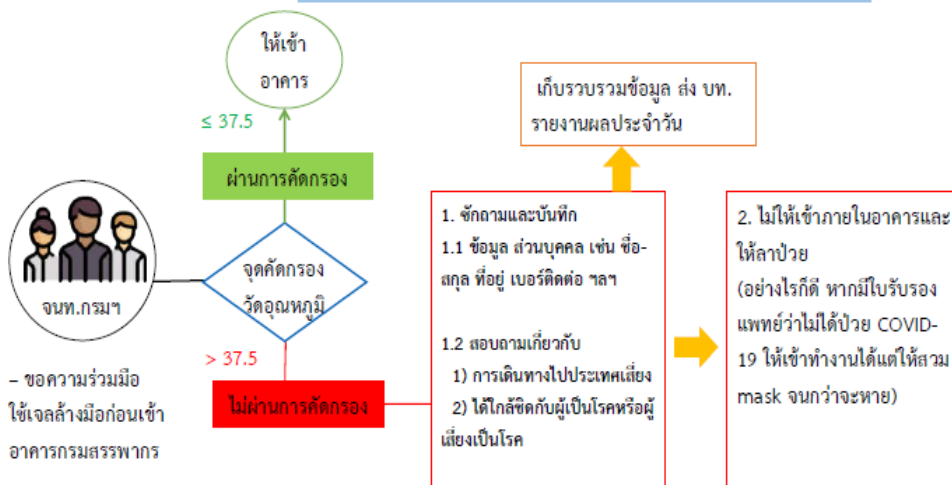 ให้เข้า
อาคาร
≤ 37.5
ผ่านการคัดกรอง
จนท.กรมฯ
จุดคัดกรอง
วัดอุณหภูมิ
> 37.5
ไม่ผ่านการคัดกรอง
– ขอความร่วมมือ
ใช้เจลล้างมือก่อนเข้า
อาคารกรมสรรพากร
เก็บรวบรวมข้อมูล ส่ง บท.
รายงานผลประจำวัน
1. ซักถามและบันทึก
1.1 ข้อมูล ส่วนบุคคล เช่น ชื่อ-
สกุล ที่อยู่ เบอร์ติดต่อ ฯลฯ
1.2 สอบถามเกี่ยวกับ
1) การเดินทางไปประเทศเสี่ยง
2) ได้ใกล้ชิดกับผู้เป็นโรคหรือผู้
เสี่ยงเป็นโรค
2. ไม่ให้เข้าภายในอาคารและ
ให้ลาป่วย
(อย่างไรก็ดี หากมีใบรับรอง
แพทย์ว่าไม่ได้ป่วย COVID-
19 ให้เข้าทำงานได้แต่ให้สวม
mask จนกว่าจะหาย)